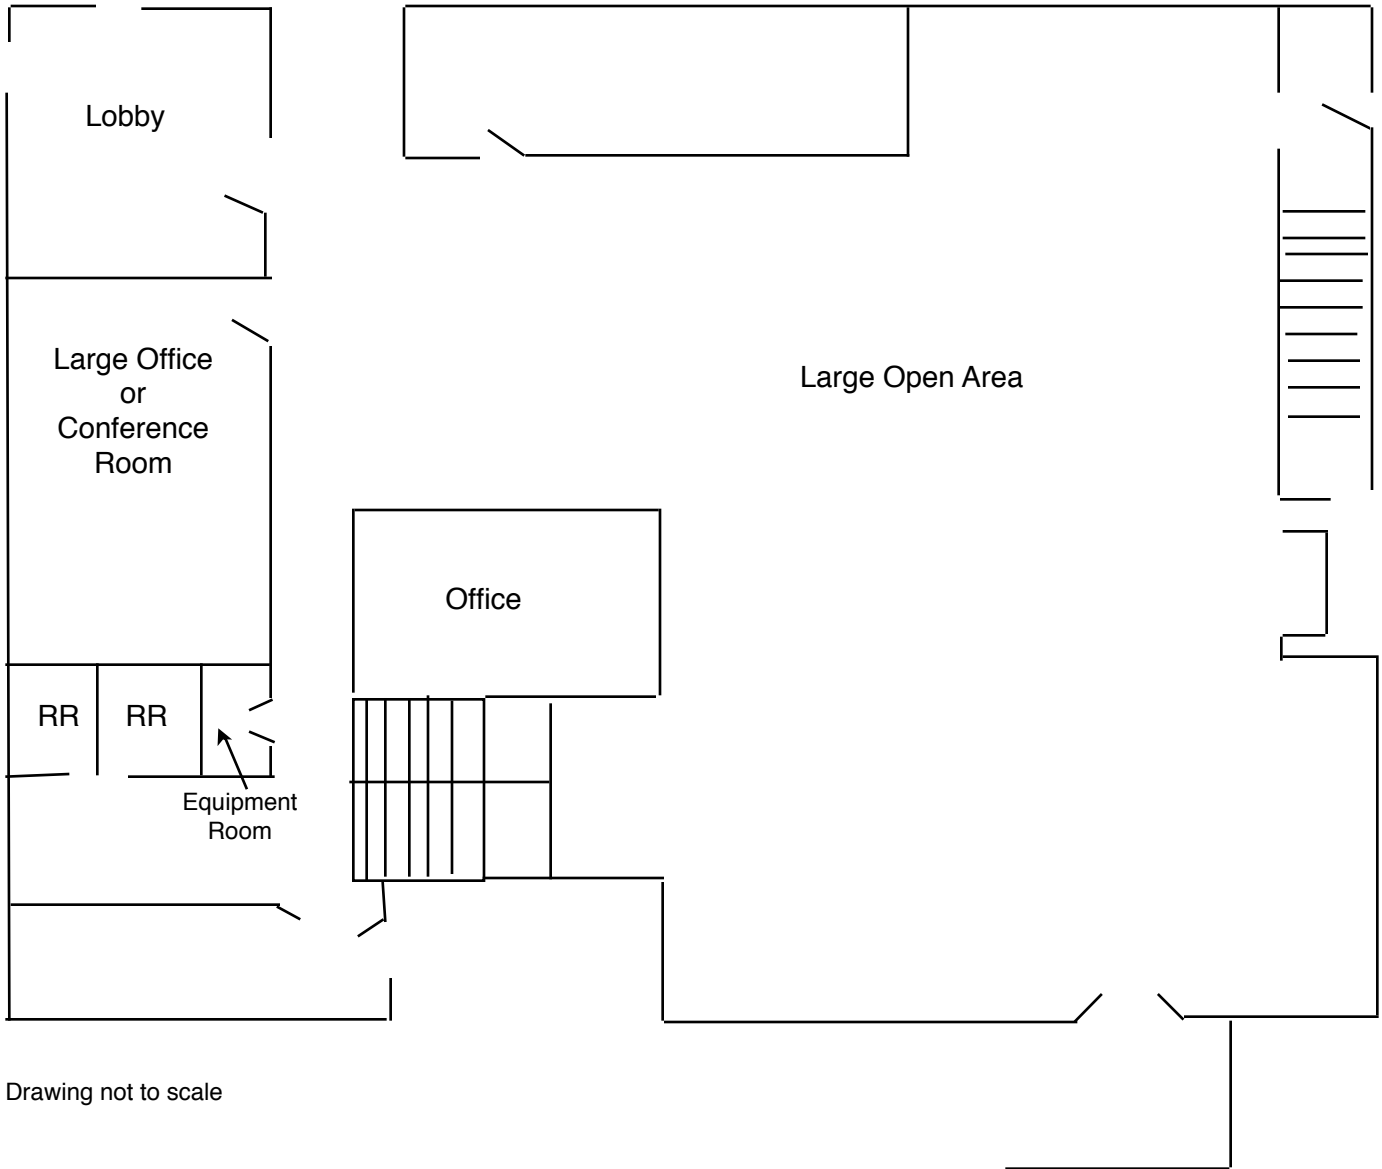 Lobby
Large Office
or
Conference
Room
Large Open Area
Office
RR
RR
Equipment
Room
Drawing not to scale